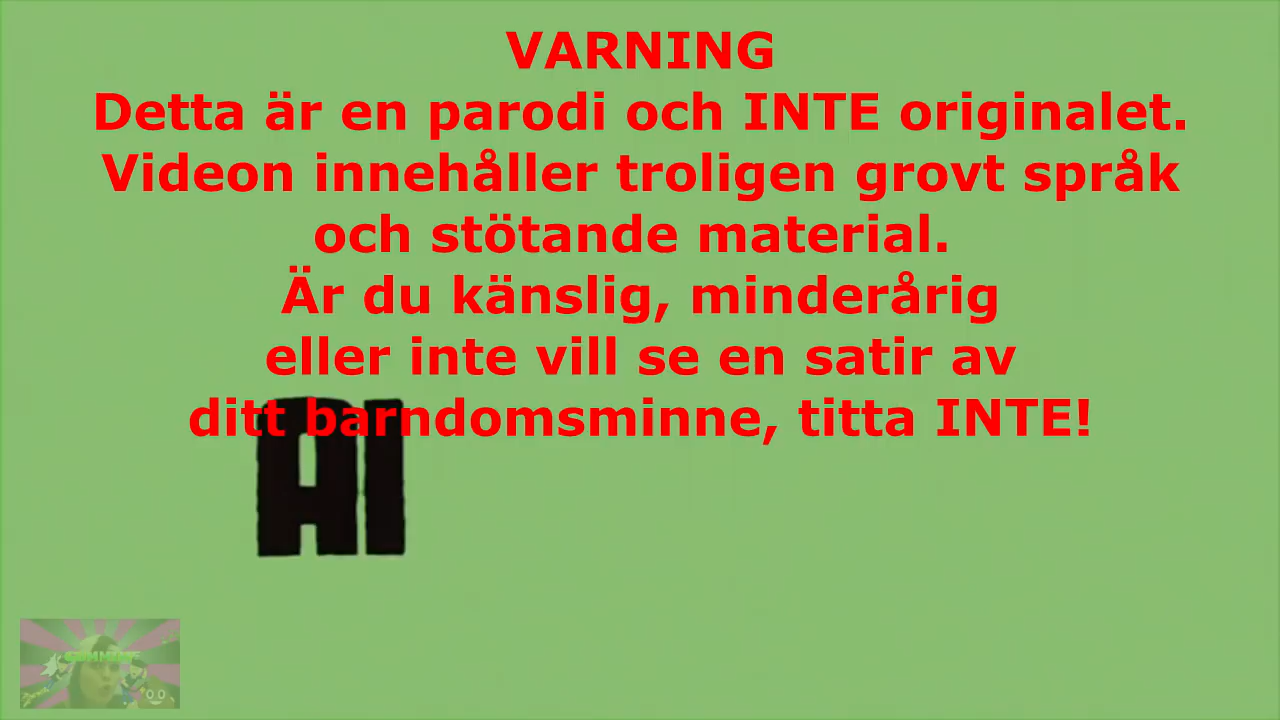 VARNING
Detta är en parodi och INTE originalet.
Videon innehåller troligen grovt språk
och stötande material.
Är du känslig, minderårig
eller inte vill se en satir av
ditt barndomsminne, titta INTE!
AI